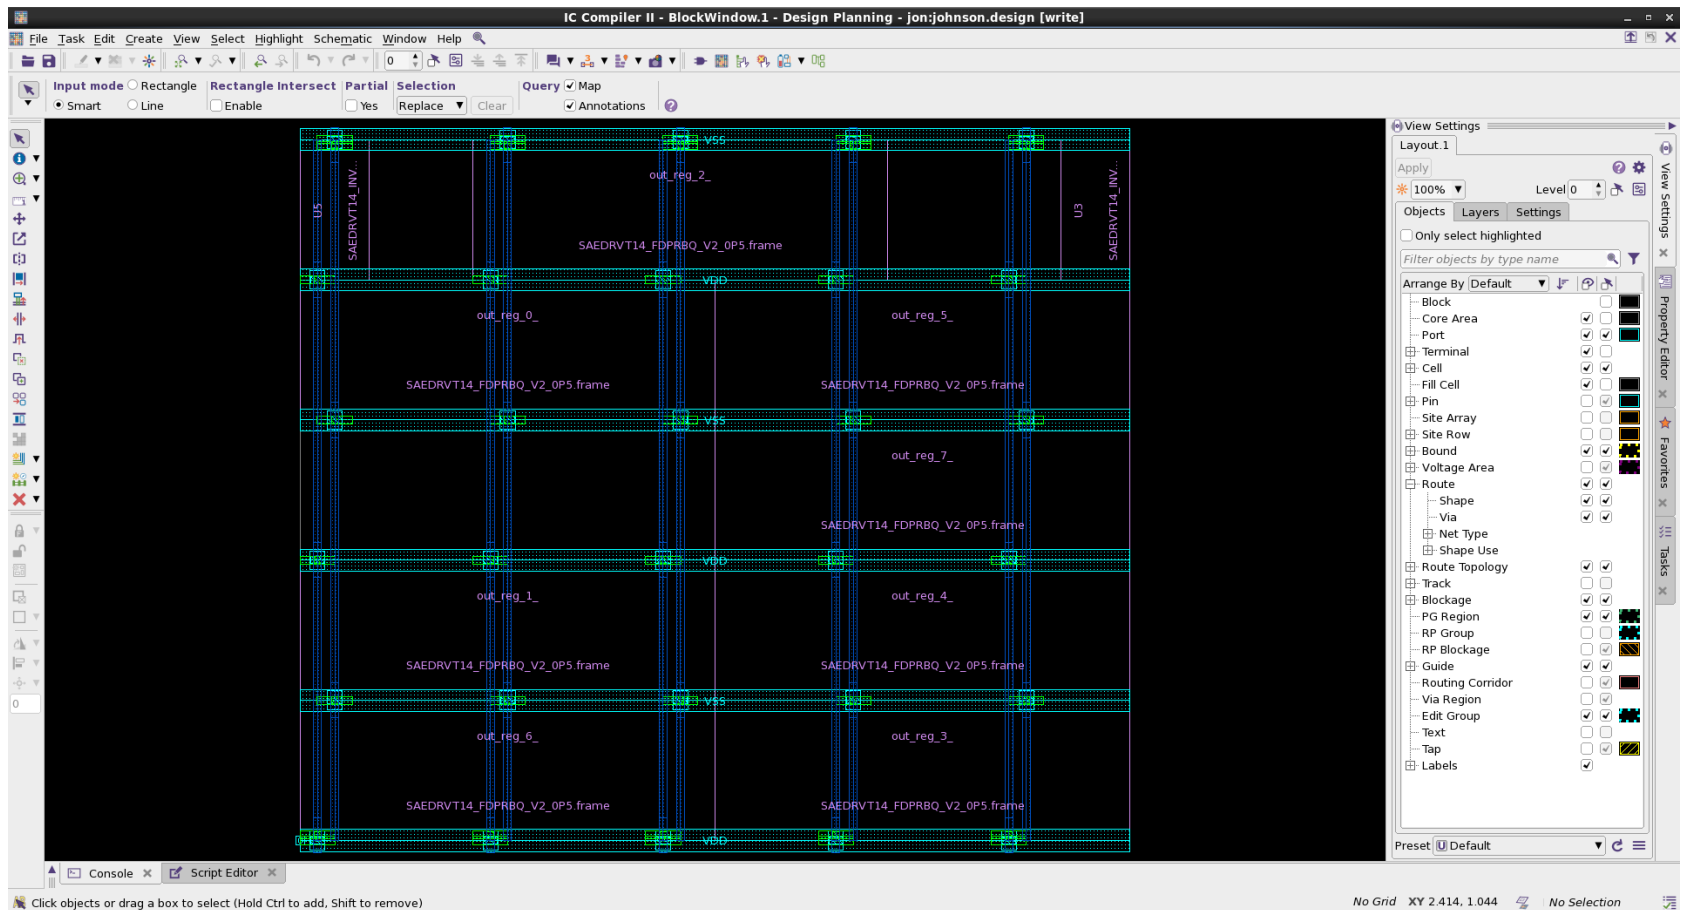 IC Compiler II - BlockWindow.1 - Design Planning - jon:johnson.design [write]
File Task Edit Create View Select Highlight Schematic Window Help
0
Input mode Rectangle Rectangle Intersect Partial Selection Query Map
Smart Line Enable Yes Replace Clear Annotations
VSS
out_reg_2_
U5
SAEDRVT14_INV...
U3
SAEDRVT14_INV...
SAEDRVT14_FDPRBQ_V2_0P5.frame
VDD
out_reg_0_ out_reg_5_
SAEDRVT14_FDPRBQ_V2_0P5.frame SAEDRVT14_FDPRBQ_V2_0P5.frame
VSS
out_reg_7_
SAEDRVT14_FDPRBQ_V2_0P5.frame
VDD
out_reg_1_ out_reg_4_
SAEDRVT14_FDPRBQ_V2_0P5.frame SAEDRVT14_FDPRBQ_V2_0P5.frame
VSS
out_reg_6_ out_reg_3_
SAEDRVT14_FDPRBQ_V2_0P5.frame SAEDRVT14_FDPRBQ_V2_0P5.frame
VDD
0
View Settings
Layout.1
Apply
100% Level 0
Objects Layers Settings
Only select highlighted
Filter objects by type name
Arrange By Default
Block
Core Area
Port
Terminal
Cell
Fill Cell
Pin
Site Array
Site Row
Bound
Voltage Area
Route
Shape
Via
Net Type
Shape Use
Route Topology
Track
Blockage
PG Region
RP Group
RP Blockage
Guide
Routing Corridor
Via Region
Edit Group
Text
Tap
Labels
Preset Default
View Settings
Property Editor
Favorites
Tasks
Console Script Editor
Click objects or drag a box to select (Hold Ctrl to add, Shift to remove) No Grid XY 2.414, 1.044 No Selection